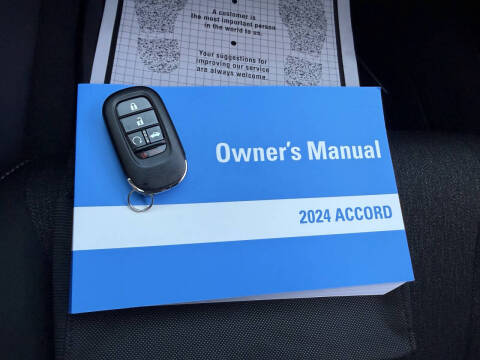 A customer is
the most important person
in the world to us.
Your suggestions for
improving our service
are always welcome.
Owner's Manual
2024 ACCORD